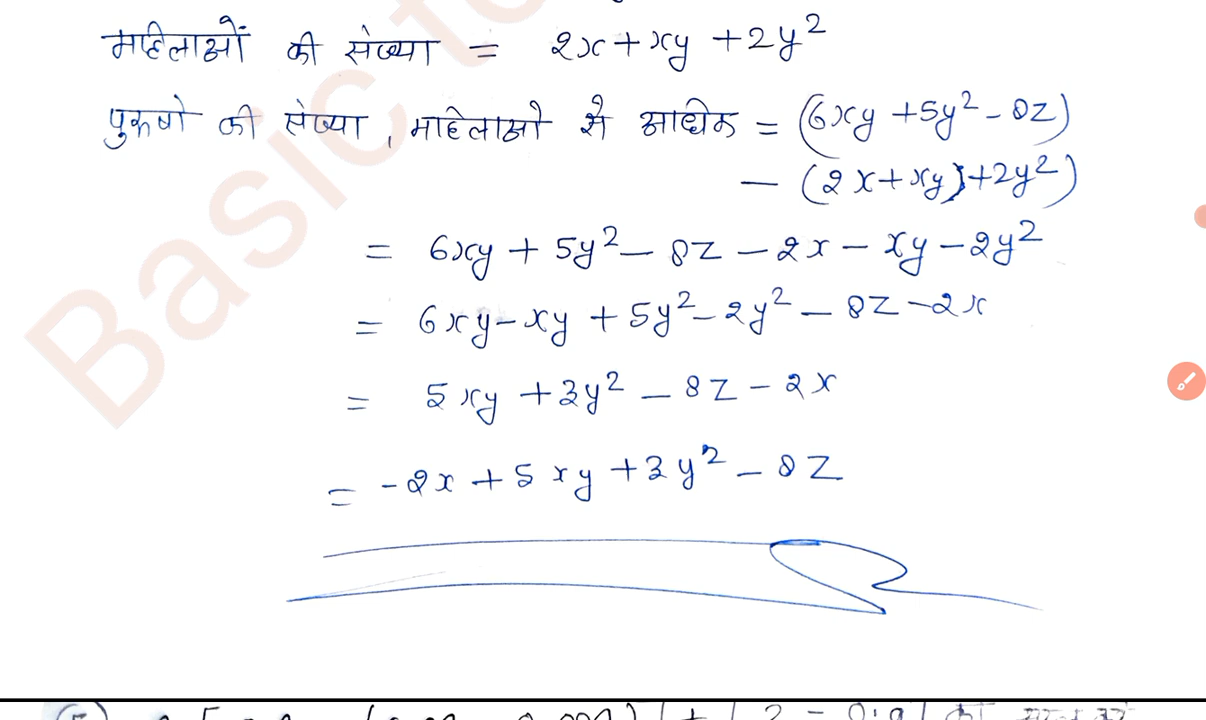 महिलाओं की संख्या = 2x + xy + 2y²
पुरुषो की संख्या, महिलाओ से अधिक = (6xy + 5y² - 8z)
- (2x + xy) + 2y²)
= 6xy + 5y² - 8z - 2x - xy - 2y²
= 6xy - xy + 5y² - 2y² - 8z - 2x
= 5xy + 3y² - 8z - 2x
= -2x + 5xy + 3y² - 8z
Basic